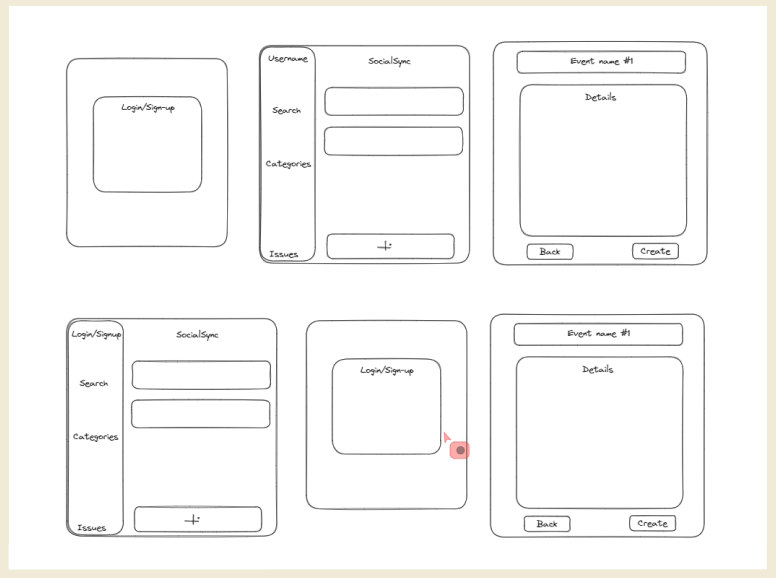 Login/Sign-up
Username
Search
Categories
Issues
SocialSync
+
Event name #1
Details
Back
Create
Login/Signup
Search
Categories
Issues
SocialSync
+
Login/Sign-up
Event name #1
Details
Back
Create